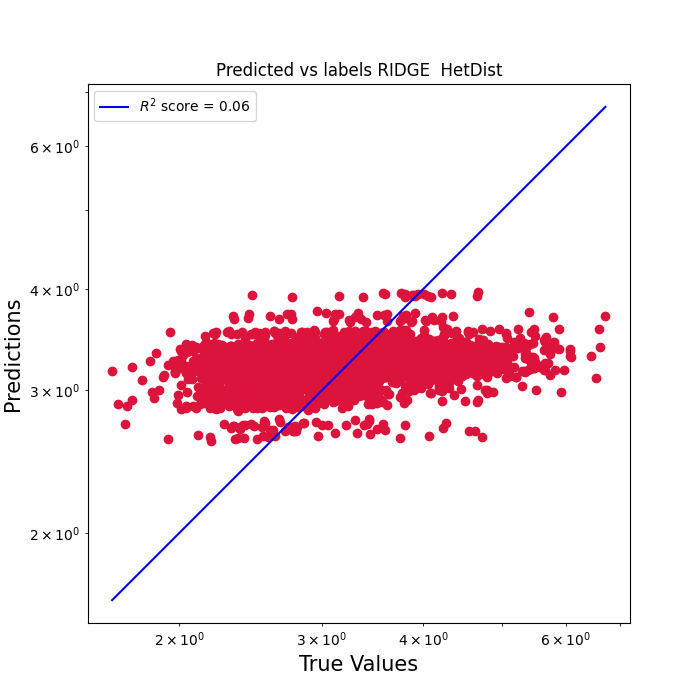 Predicted vs labels RIDGE  HetDist
R² score = 0.06
6 × 10⁰
4 × 10⁰
3 × 10⁰
2 × 10⁰
Predictions
2 × 10⁰
3 × 10⁰
4 × 10⁰
6 × 10⁰
True Values